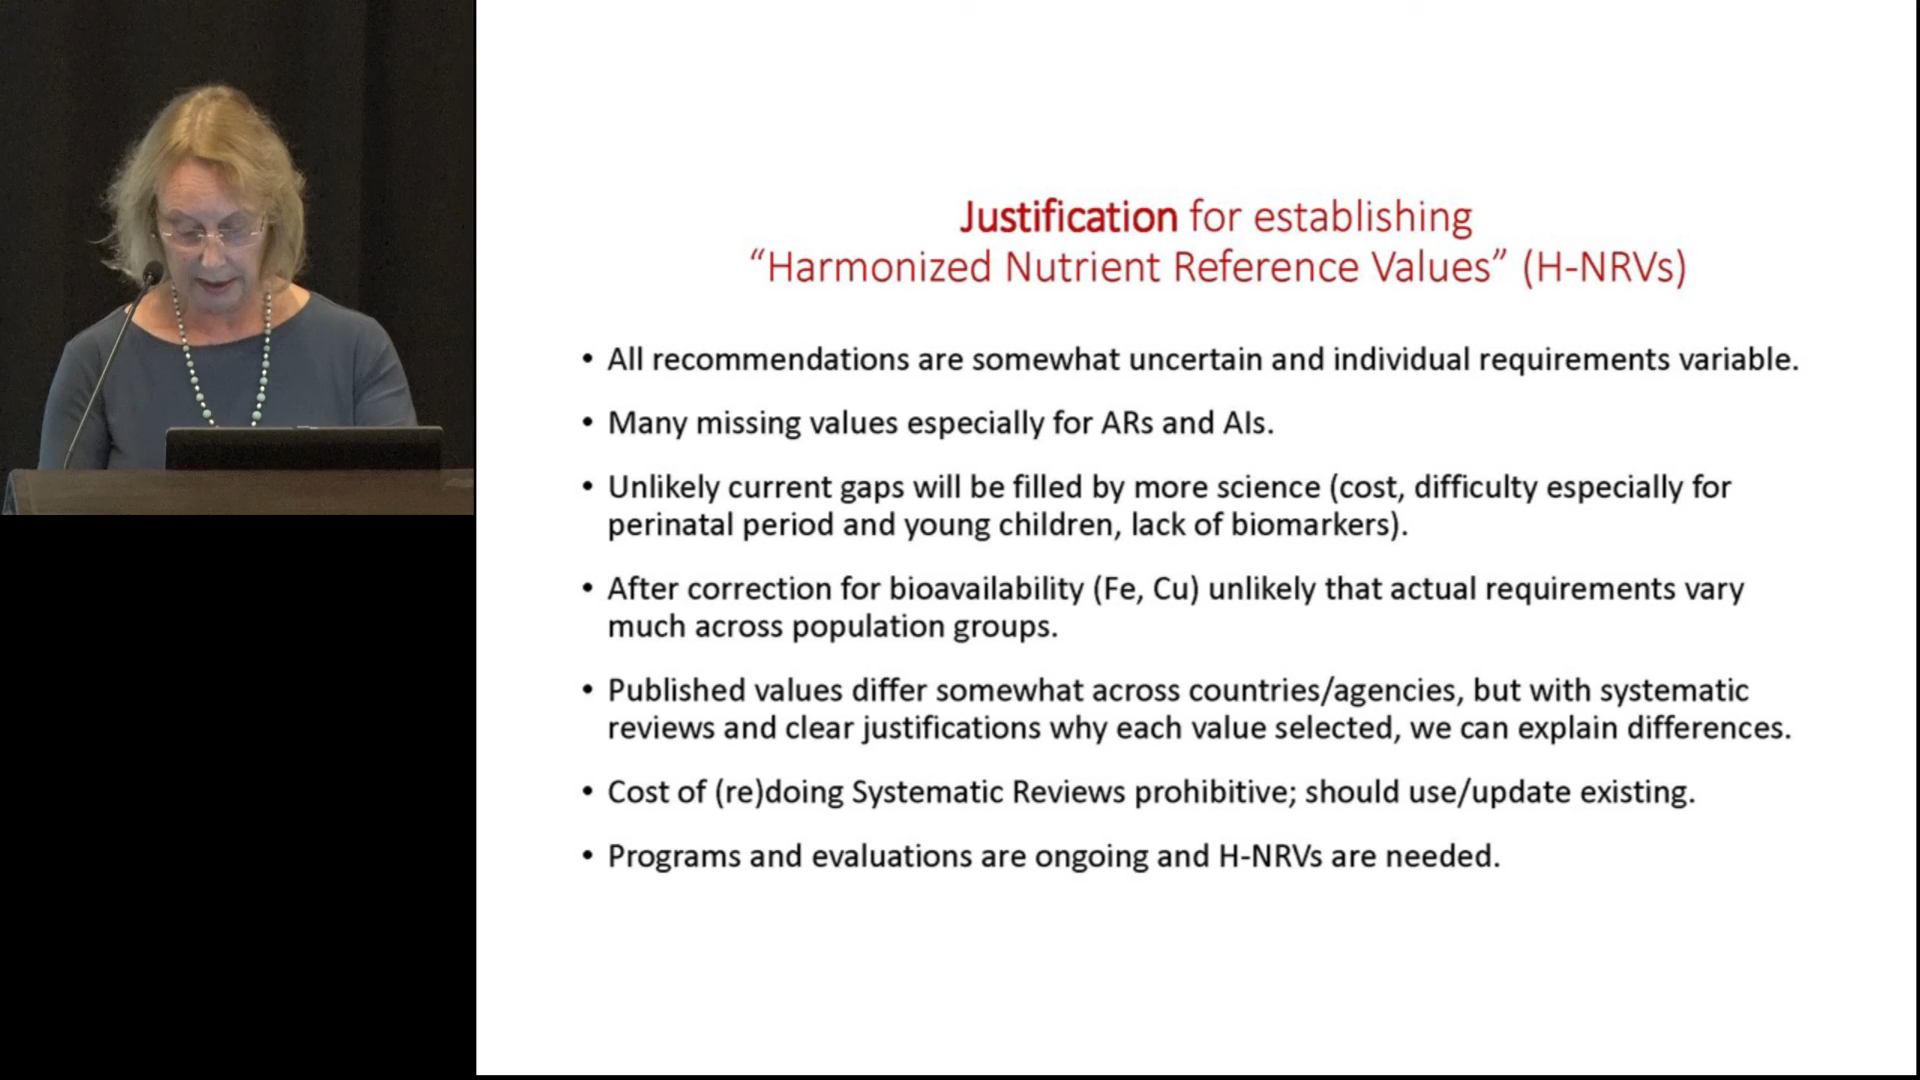 Justification for establishing
“Harmonized Nutrient Reference Values” (H-NRVs)
• All recommendations are somewhat uncertain and individual requirements variable.
• Many missing values especially for ARs and AIs.
• Unlikely current gaps will be filled by more science (cost, difficulty especially for
perinatal period and young children, lack of biomarkers).
• After correction for bioavailability (Fe, Cu) unlikely that actual requirements vary
much across population groups.
• Published values differ somewhat across countries/agencies, but with systematic
reviews and clear justifications why each value selected, we can explain differences.
• Cost of (re)doing Systematic Reviews prohibitive; should use/update existing.
• Programs and evaluations are ongoing and H-NRVs are needed.